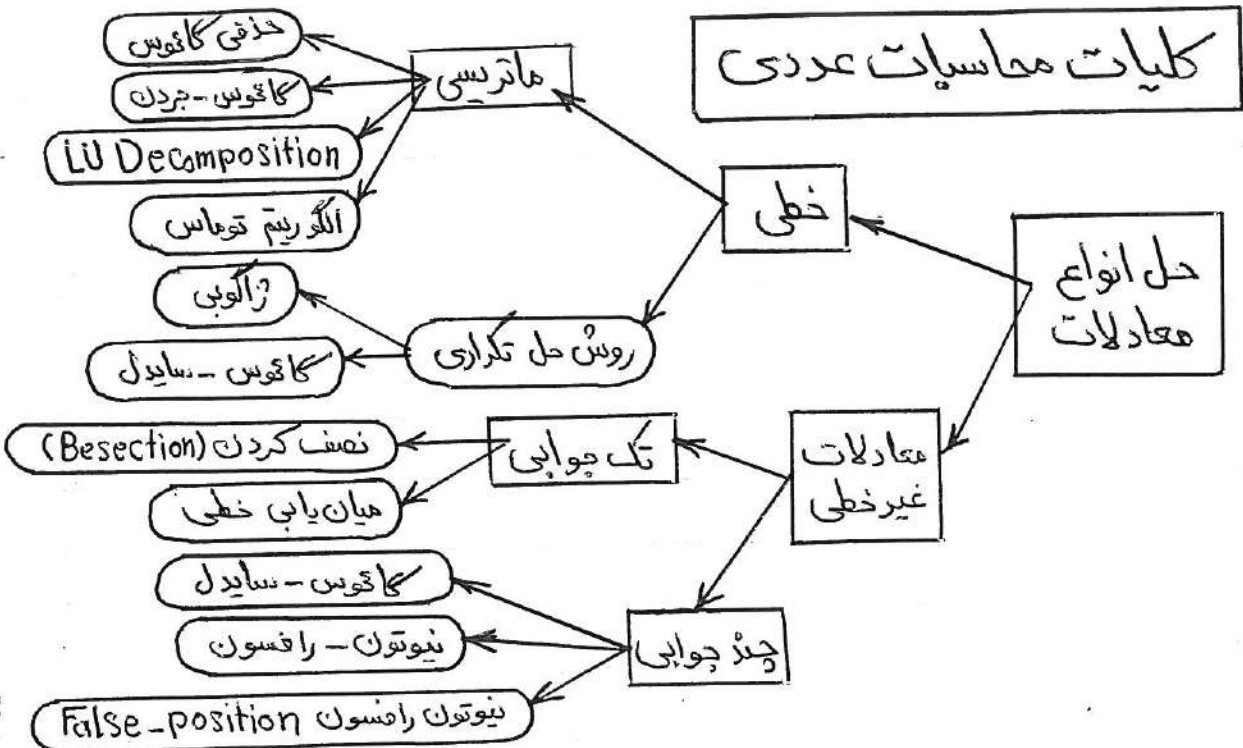 کلیات محاسبات عددی
حل انواع
معادلات
خطی
ماتریسی
حذفی گائوس
گائوس-جردن
LU Decomposition
الگوریتم توماس
روش حل تکراری
ژاکوبی
گائوس-سایدل
معادلات
غیر خطی
تک جوابی
نصف کردن (Besection)
میان یابی خطی
چند جوابی
گائوس-سایدل
نیوتون-رافسون
نیوتون رافسون False-position